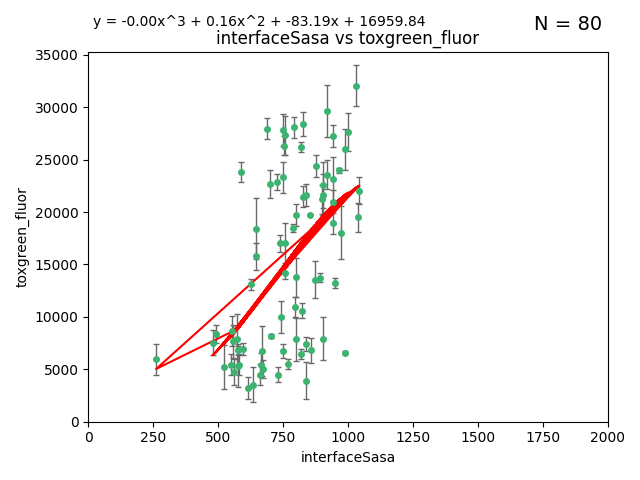 y = -0.00x^3 + 0.16x^2 + -83.19x + 16959.84
N = 80
interfaceSasa vs toxgreen_fluor
35000
30000
25000
20000
15000
10000
5000
0
toxgreen_fluor
0 250 500 750 1000 1250 1500 1750 2000
interfaceSasa